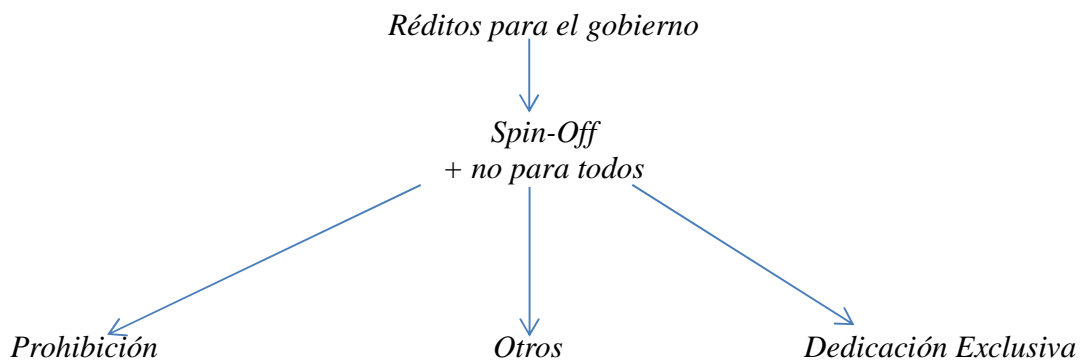 Réditos para el gobierno
Spin-Off
+ no para todos
Prohibición Otros Dedicación Exclusiva